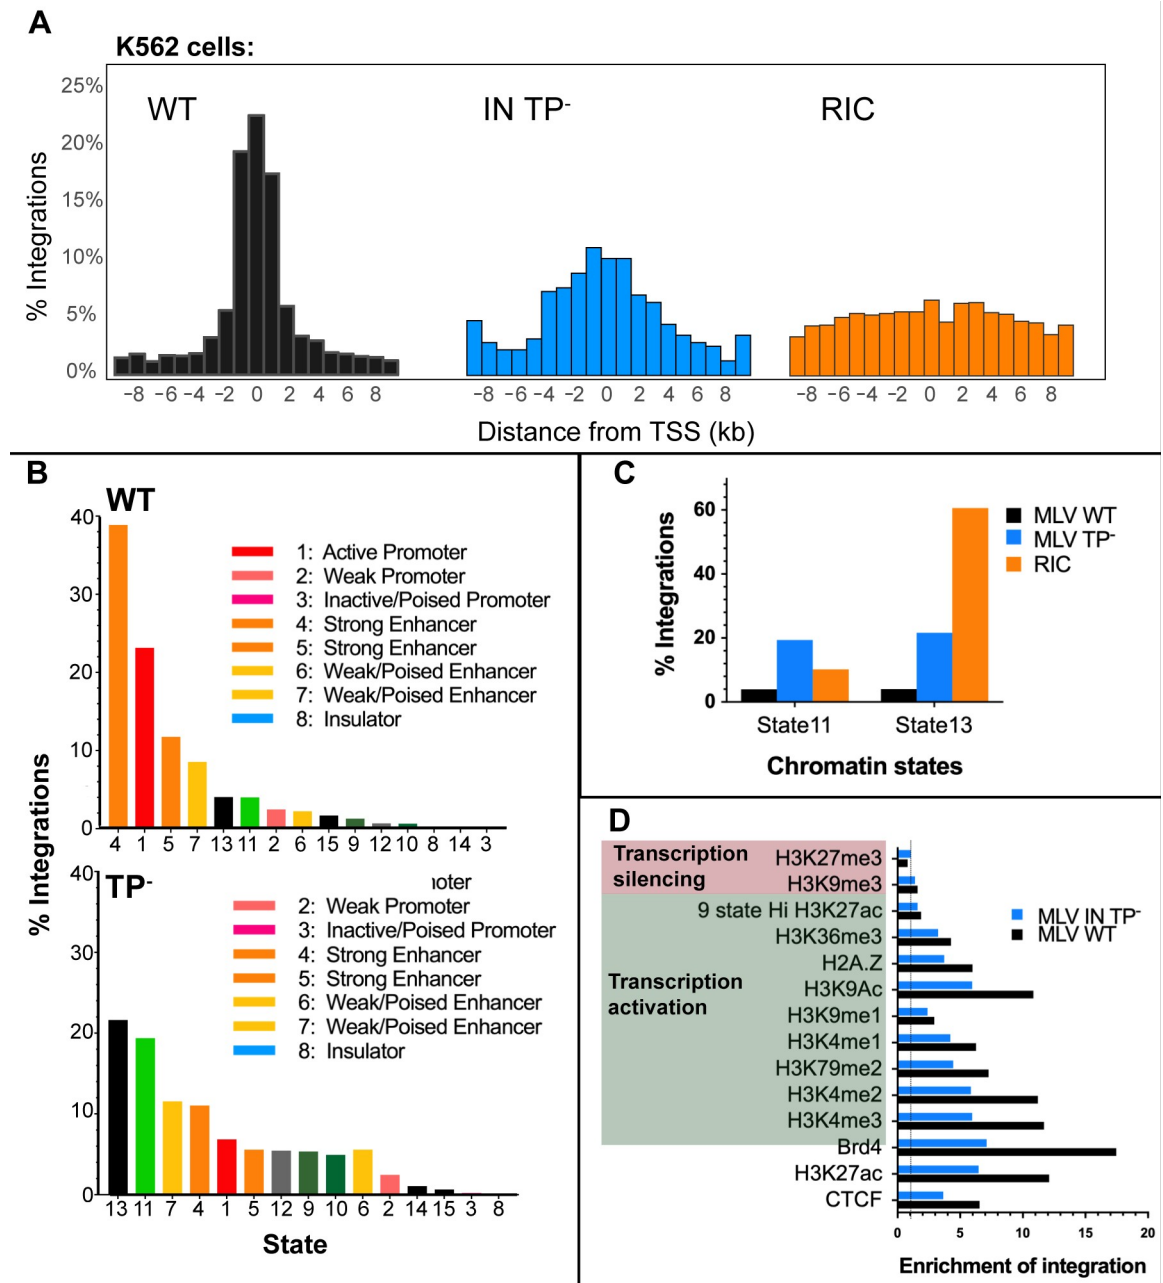 A
K562 cells:
25%
20%
15%
10%
5%
0%
% Integrations
WT
IN TP-
RIC
−8 −6 −4 −2 0 2 4 6 8
−8 −6 −4 −2 0 2 4 6 8
−8 −6 −4 −2 0 2 4 6 8
Distance from TSS (kb)
B
WT
40
30
20
10
0
1: Active Promoter
2: Weak Promoter
3: Inactive/Poised Promoter
4: Strong Enhancer
5: Strong Enhancer
6: Weak/Poised Enhancer
7: Weak/Poised Enhancer
8: Insulator
4 1 5 7 13 11 2 6 15 9 12 10 8 14 3
% Integrations
TP-
40
30
20
10
0
oter
2: Weak Promoter
3: Inactive/Poised Promoter
4: Strong Enhancer
5: Strong Enhancer
6: Weak/Poised Enhancer
7: Weak/Poised Enhancer
8: Insulator
13 11 7 4 1 5 12 9 10 6 2 14 15 3 8
State
C
% Integrations
60
40
20
0
MLV WT
MLV TP-
RIC
State11 State13
Chromatin states
D
Transcription
silencing
Transcription
activation
H3K27me3
H3K9me3
9 state Hi H3K27ac
H3K36me3
H2A.Z
H3K9Ac
H3K9me1
H3K4me1
H3K79me2
H3K4me2
H3K4me3
Brd4
H3K27ac
CTCF
MLV IN TP-
MLV WT
0 5 10 15 20
Enrichment of integration